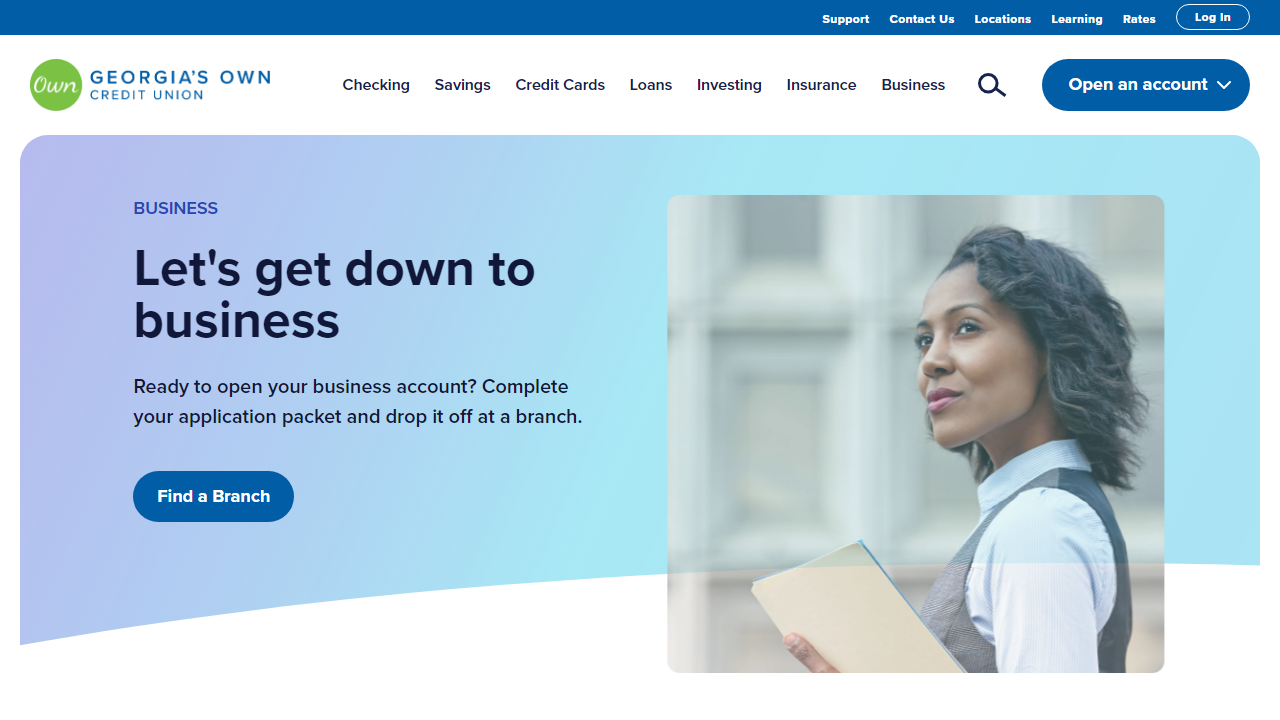 Support Contact Us Locations Learning Rates Log In
Own GEORGIA'S OWN
CREDIT UNION
Checking Savings Credit Cards Loans Investing Insurance Business Open an account
BUSINESS
Let's get down to
business
Ready to open your business account? Complete
your application packet and drop it off at a branch.
Find a Branch